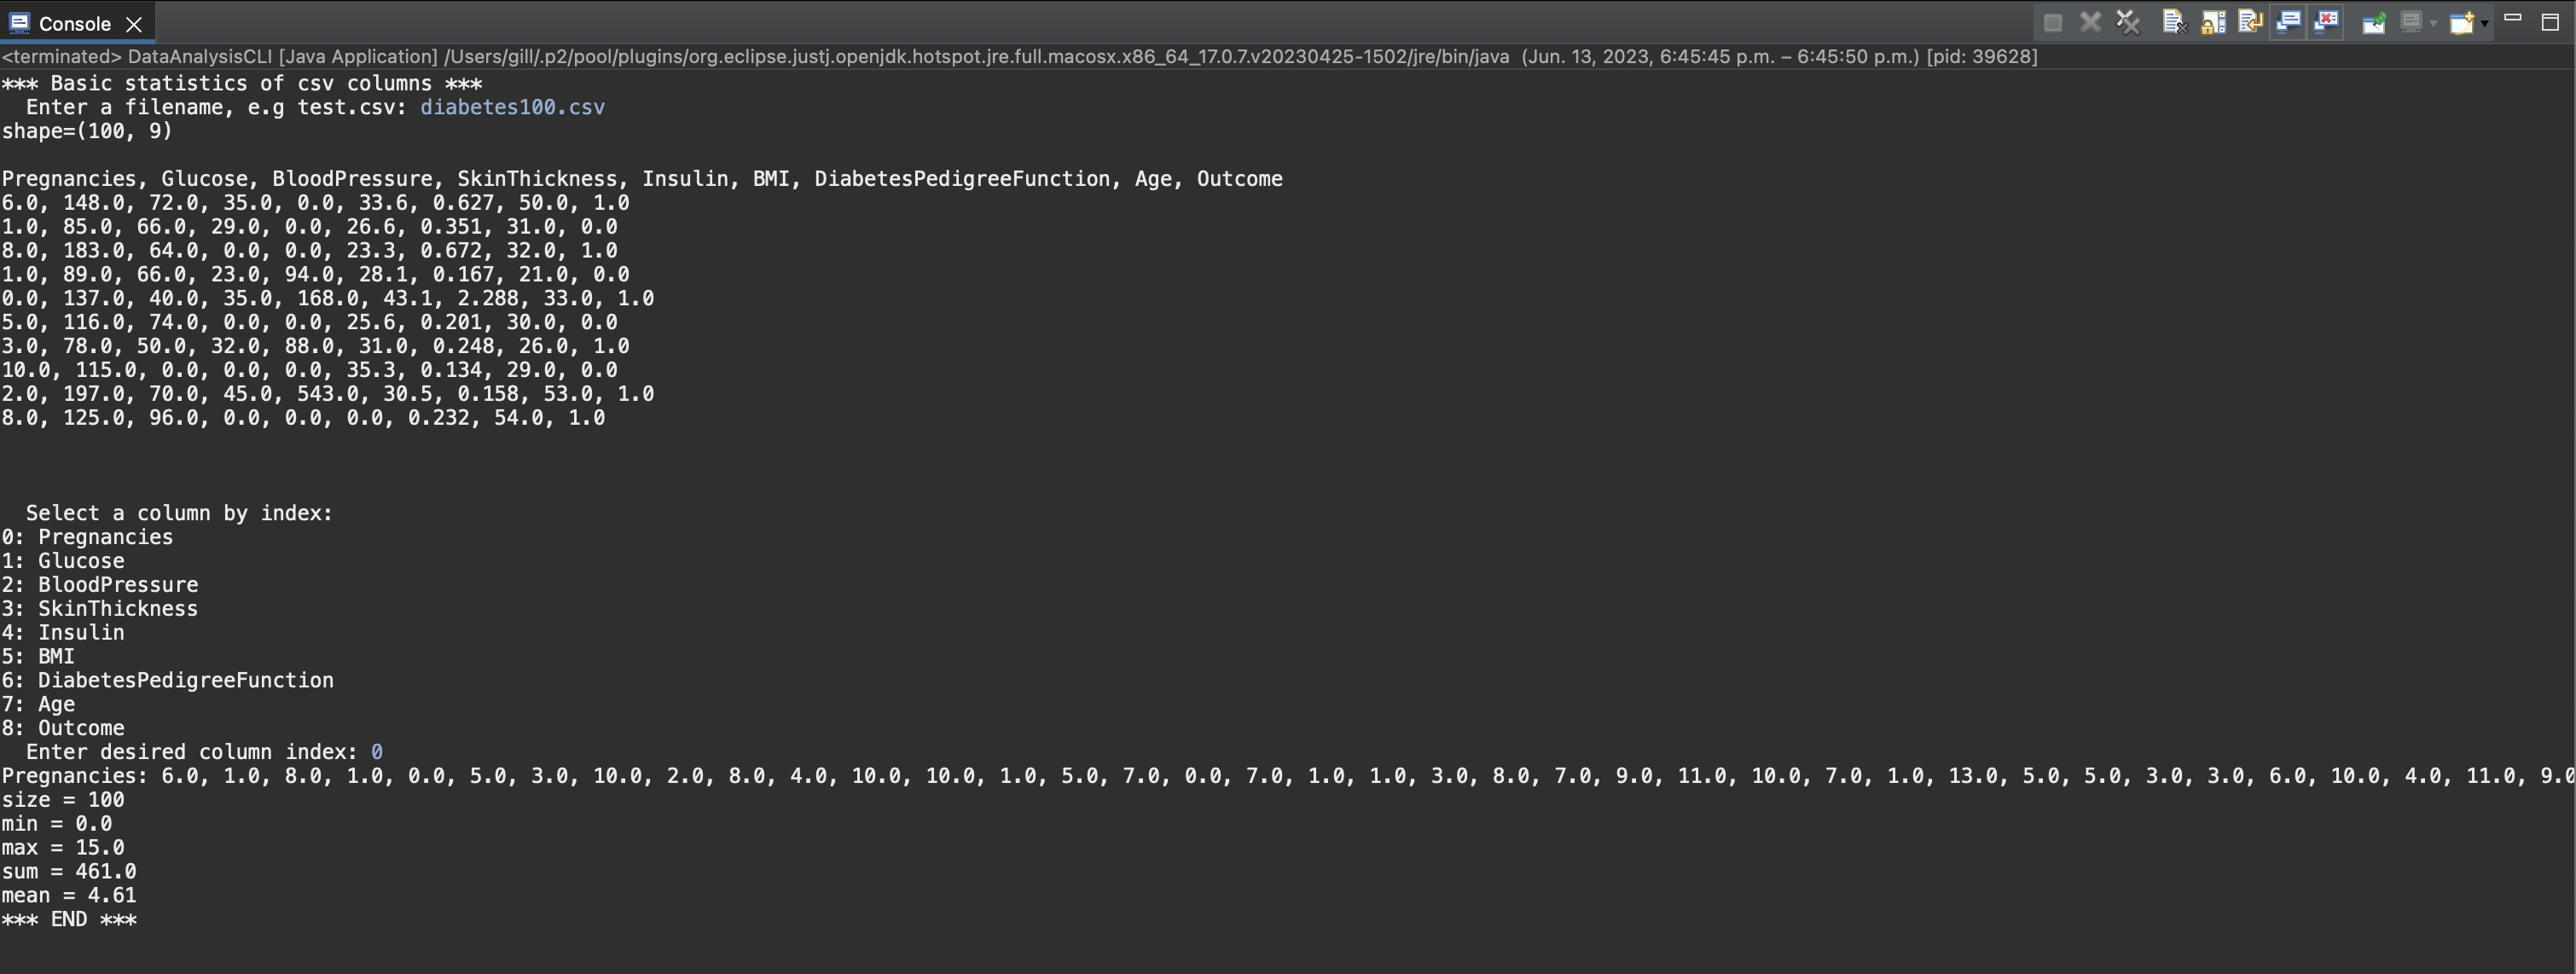 Console
<terminated> DataAnalysisCLI [Java Application] /Users/gill/.p2/pool/plugins/org.eclipse.justj.openjdk.hotspot.jre.full.macosx.x86_64_17.0.7.v20230425-1502/jre/bin/java (Jun. 13, 2023, 6:45:45 p.m. – 6:45:50 p.m.) [pid: 39628]
*** Basic statistics of csv columns ***
Enter a filename, e.g test.csv: diabetes100.csv
shape=(100, 9)
Pregnancies, Glucose, BloodPressure, SkinThickness, Insulin, BMI, DiabetesPedigreeFunction, Age, Outcome
6.0, 148.0, 72.0, 35.0, 0.0, 33.6, 0.627, 50.0, 1.0
1.0, 85.0, 66.0, 29.0, 0.0, 26.6, 0.351, 31.0, 0.0
8.0, 183.0, 64.0, 0.0, 0.0, 23.3, 0.672, 32.0, 1.0
1.0, 89.0, 66.0, 23.0, 94.0, 28.1, 0.167, 21.0, 0.0
0.0, 137.0, 40.0, 35.0, 168.0, 43.1, 2.288, 33.0, 1.0
5.0, 116.0, 74.0, 0.0, 0.0, 25.6, 0.201, 30.0, 0.0
3.0, 78.0, 50.0, 32.0, 88.0, 31.0, 0.248, 26.0, 1.0
10.0, 115.0, 0.0, 0.0, 0.0, 35.3, 0.134, 29.0, 0.0
2.0, 197.0, 70.0, 45.0, 543.0, 30.5, 0.158, 53.0, 1.0
8.0, 125.0, 96.0, 0.0, 0.0, 0.0, 0.232, 54.0, 1.0
Select a column by index:
0: Pregnancies
1: Glucose
2: BloodPressure
3: SkinThickness
4: Insulin
5: BMI
6: DiabetesPedigreeFunction
7: Age
8: Outcome
Enter desired column index: 0
Pregnancies: 6.0, 1.0, 8.0, 1.0, 0.0, 5.0, 3.0, 10.0, 2.0, 8.0, 4.0, 10.0, 10.0, 1.0, 5.0, 7.0, 0.0, 7.0, 1.0, 1.0, 3.0, 8.0, 7.0, 9.0, 11.0, 10.0, 7.0, 1.0, 13.0, 5.0, 5.0, 3.0, 3.0, 6.0, 10.0, 4.0, 11.0, 9.0
size = 100
min = 0.0
max = 15.0
sum = 461.0
mean = 4.61
*** END ***